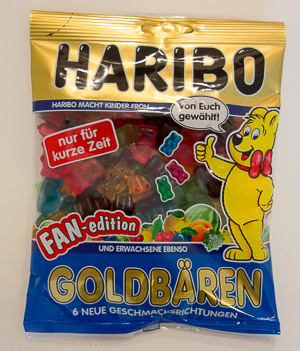 HARIBO
HARIBO MACHT KINDER FROH
Von Euch
gewählt!
nur für
kurze Zeit
FAN-edition
UND ERWACHSENE EBENSO
GOLDBÄREN
6 NEUE GESCHMACKSRICHTUNGEN